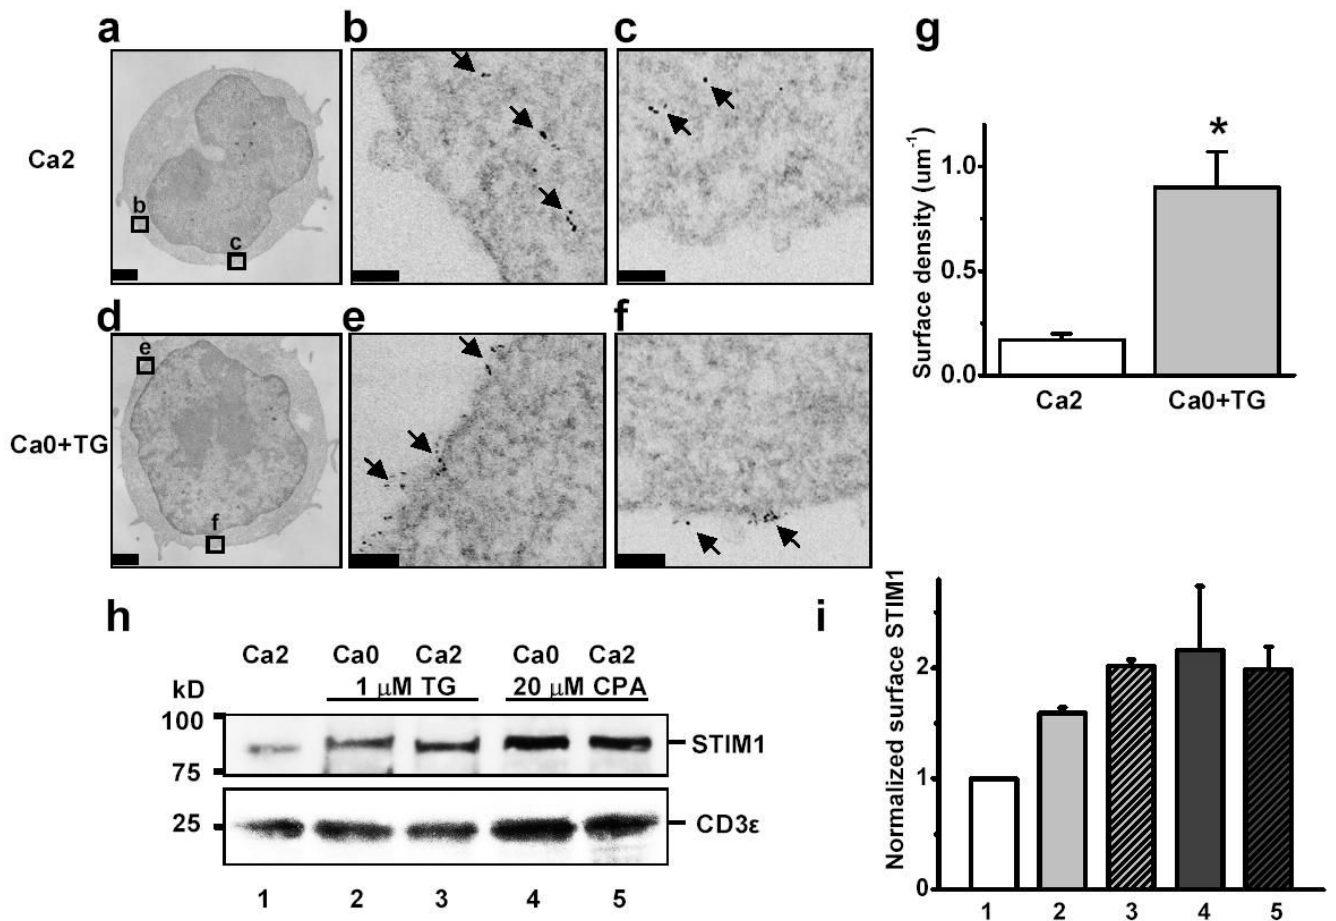 a
b
c
g
Ca2
b
c
Surface density (um⁻¹)
1.0
0.5
0.0
*
Ca2
Ca0+TG
d
e
f
Ca0+TG
e
f
h
Ca2
Ca0
Ca2
Ca0
Ca2
1 μM TG
20 μM CPA
kD
100
75
25
STIM1
CD3ε
1
2
3
4
5
i
Normalized surface STIM1
2
1
0
1
2
3
4
5